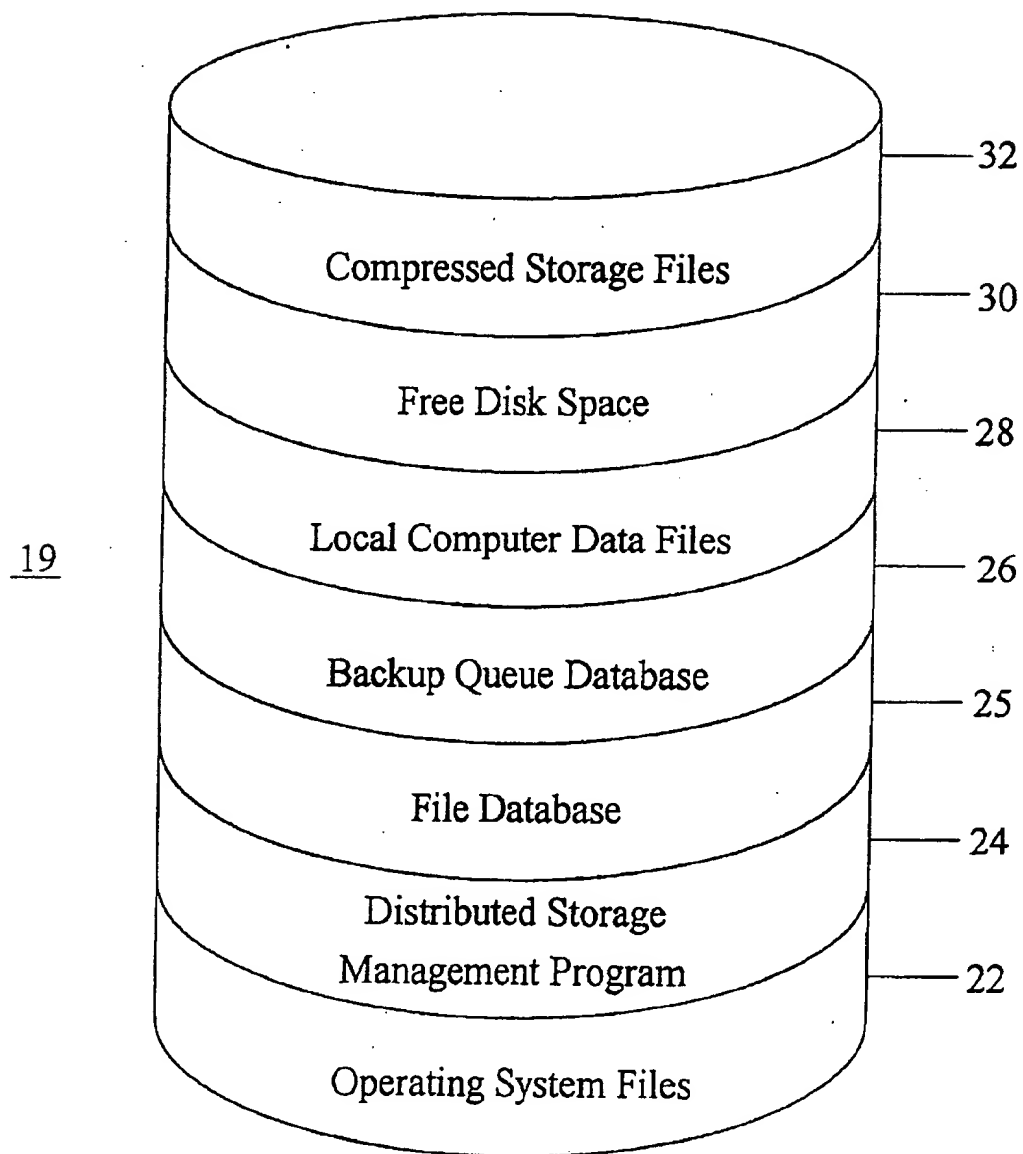 32
Compressed Storage Files
30
Free Disk Space
28
Local Computer Data Files
19
26
Backup Queue Database
25
File Database
24
Distributed Storage
Management Program
22
Operating System Files